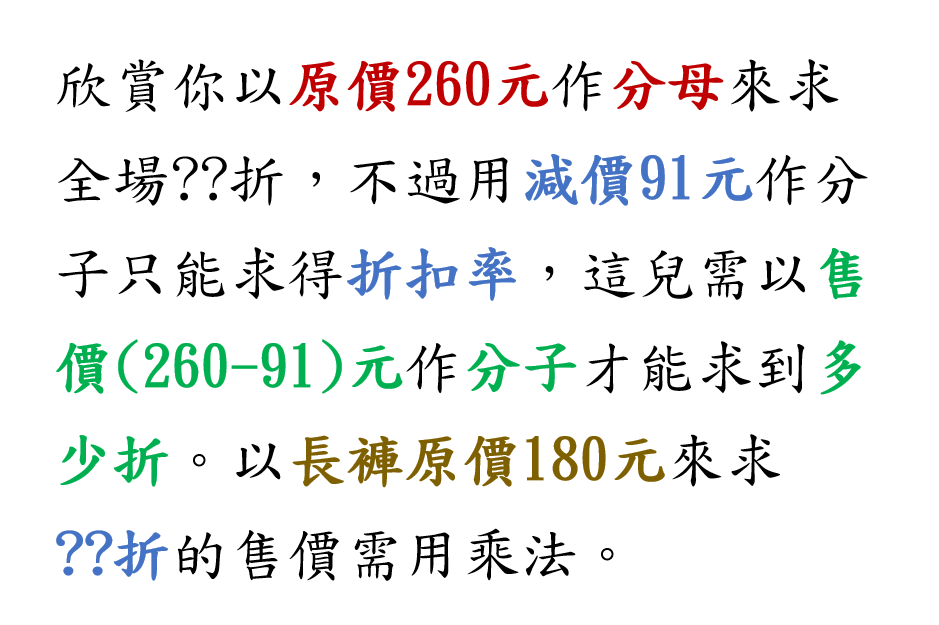 欣賞你以原價260元作分母來求
全場??折，不過用減價91元作分
子只能求得折扣率，這兒需以售
價(260-91)元作分子才能求到多
少折。以長褲原價180元來求
??折的售價需用乘法。